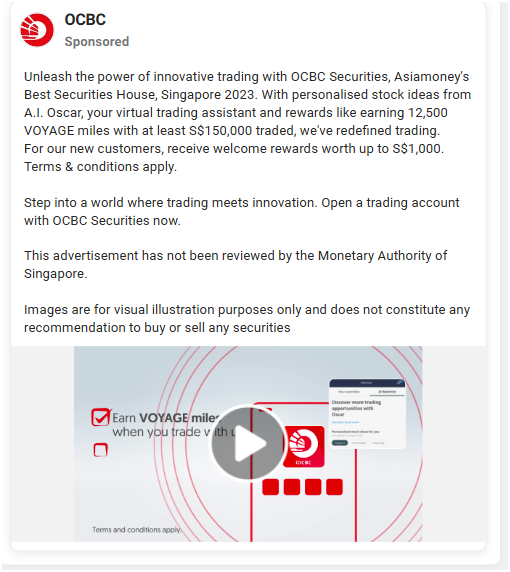 OCBC
Sponsored
Unleash the power of innovative trading with OCBC Securities, Asiamoney's
Best Securities House, Singapore 2023. With personalised stock ideas from
A.I. Oscar, your virtual trading assistant and rewards like earning 12,500
VOYAGE miles with at least S$150,000 traded, we've redefined trading.
For our new customers, receive welcome rewards worth up to S$1,000.
Terms & conditions apply.
Step into a world where trading meets innovation. Open a trading account
with OCBC Securities now.
This advertisement has not been reviewed by the Monetary Authority of
Singapore.
Images are for visual illustration purposes only and does not constitute any
recommendation to buy or sell any securities
Earn VOYAGE miles
when you trade with u
Discover more trading
opportunities with
Oscar
Personalised stock ideas for you
iOCBC
Terms and conditions apply.